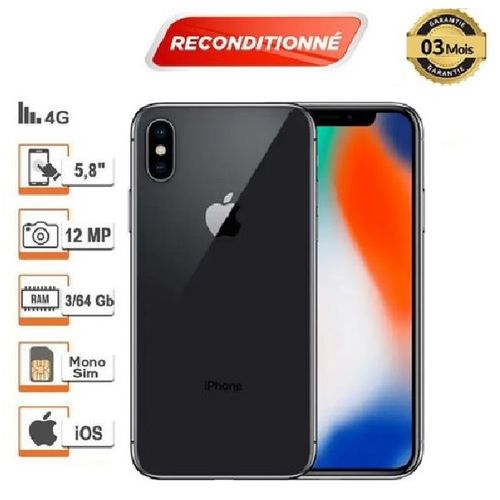 RECONDITIONNÉ
GARANTIE
03 Mois
GARANTIE
4G
5,8"
12 MP
RAM
3/64 Gb
Mono
Sim
iOS
iPhone